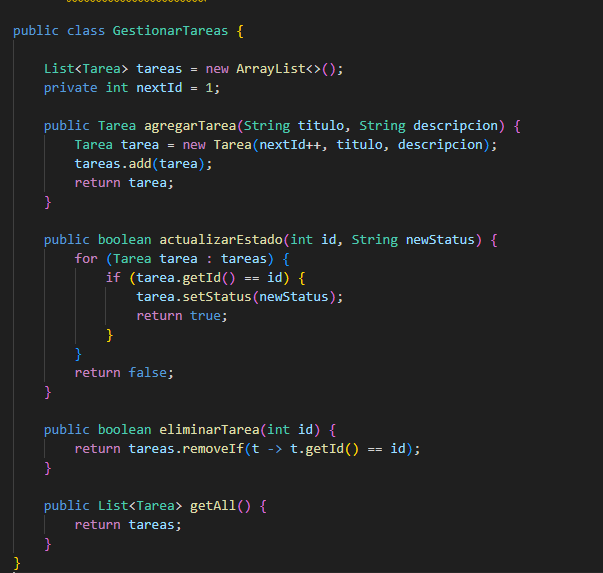 public class GestionarTareas {
List<Tarea> tareas = new ArrayList<>();
private int nextId = 1;
public Tarea agregarTarea(String titulo, String descripcion) {
Tarea tarea = new Tarea(nextId++, titulo, descripcion);
tareas.add(tarea);
return tarea;
}
public boolean actualizarEstado(int id, String newStatus) {
for (Tarea tarea : tareas) {
if (tarea.getId() == id) {
tarea.setStatus(newStatus);
return true;
}
}
return false;
}
public boolean eliminarTarea(int id) {
return tareas.removeIf(t -> t.getId() == id);
}
public List<Tarea> getAll() {
return tareas;
}
}